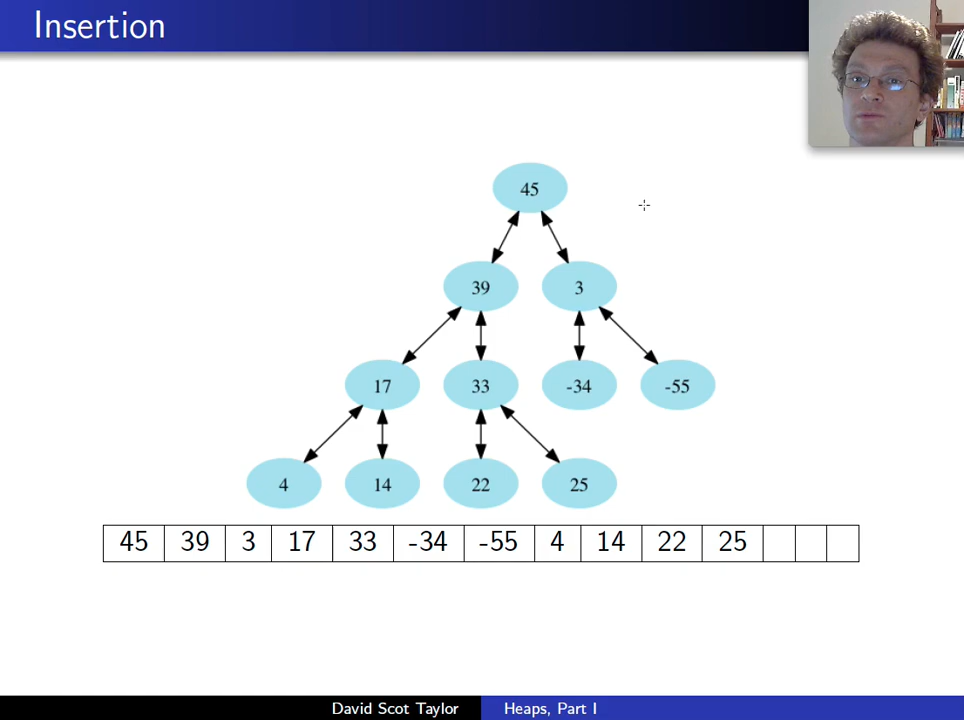 Insertion
45
39 3
17 33 -34 -55
4 14 22 25
45 39 3 17 33 -34 -55 4 14 22 25
David Scot Taylor Heaps, Part I